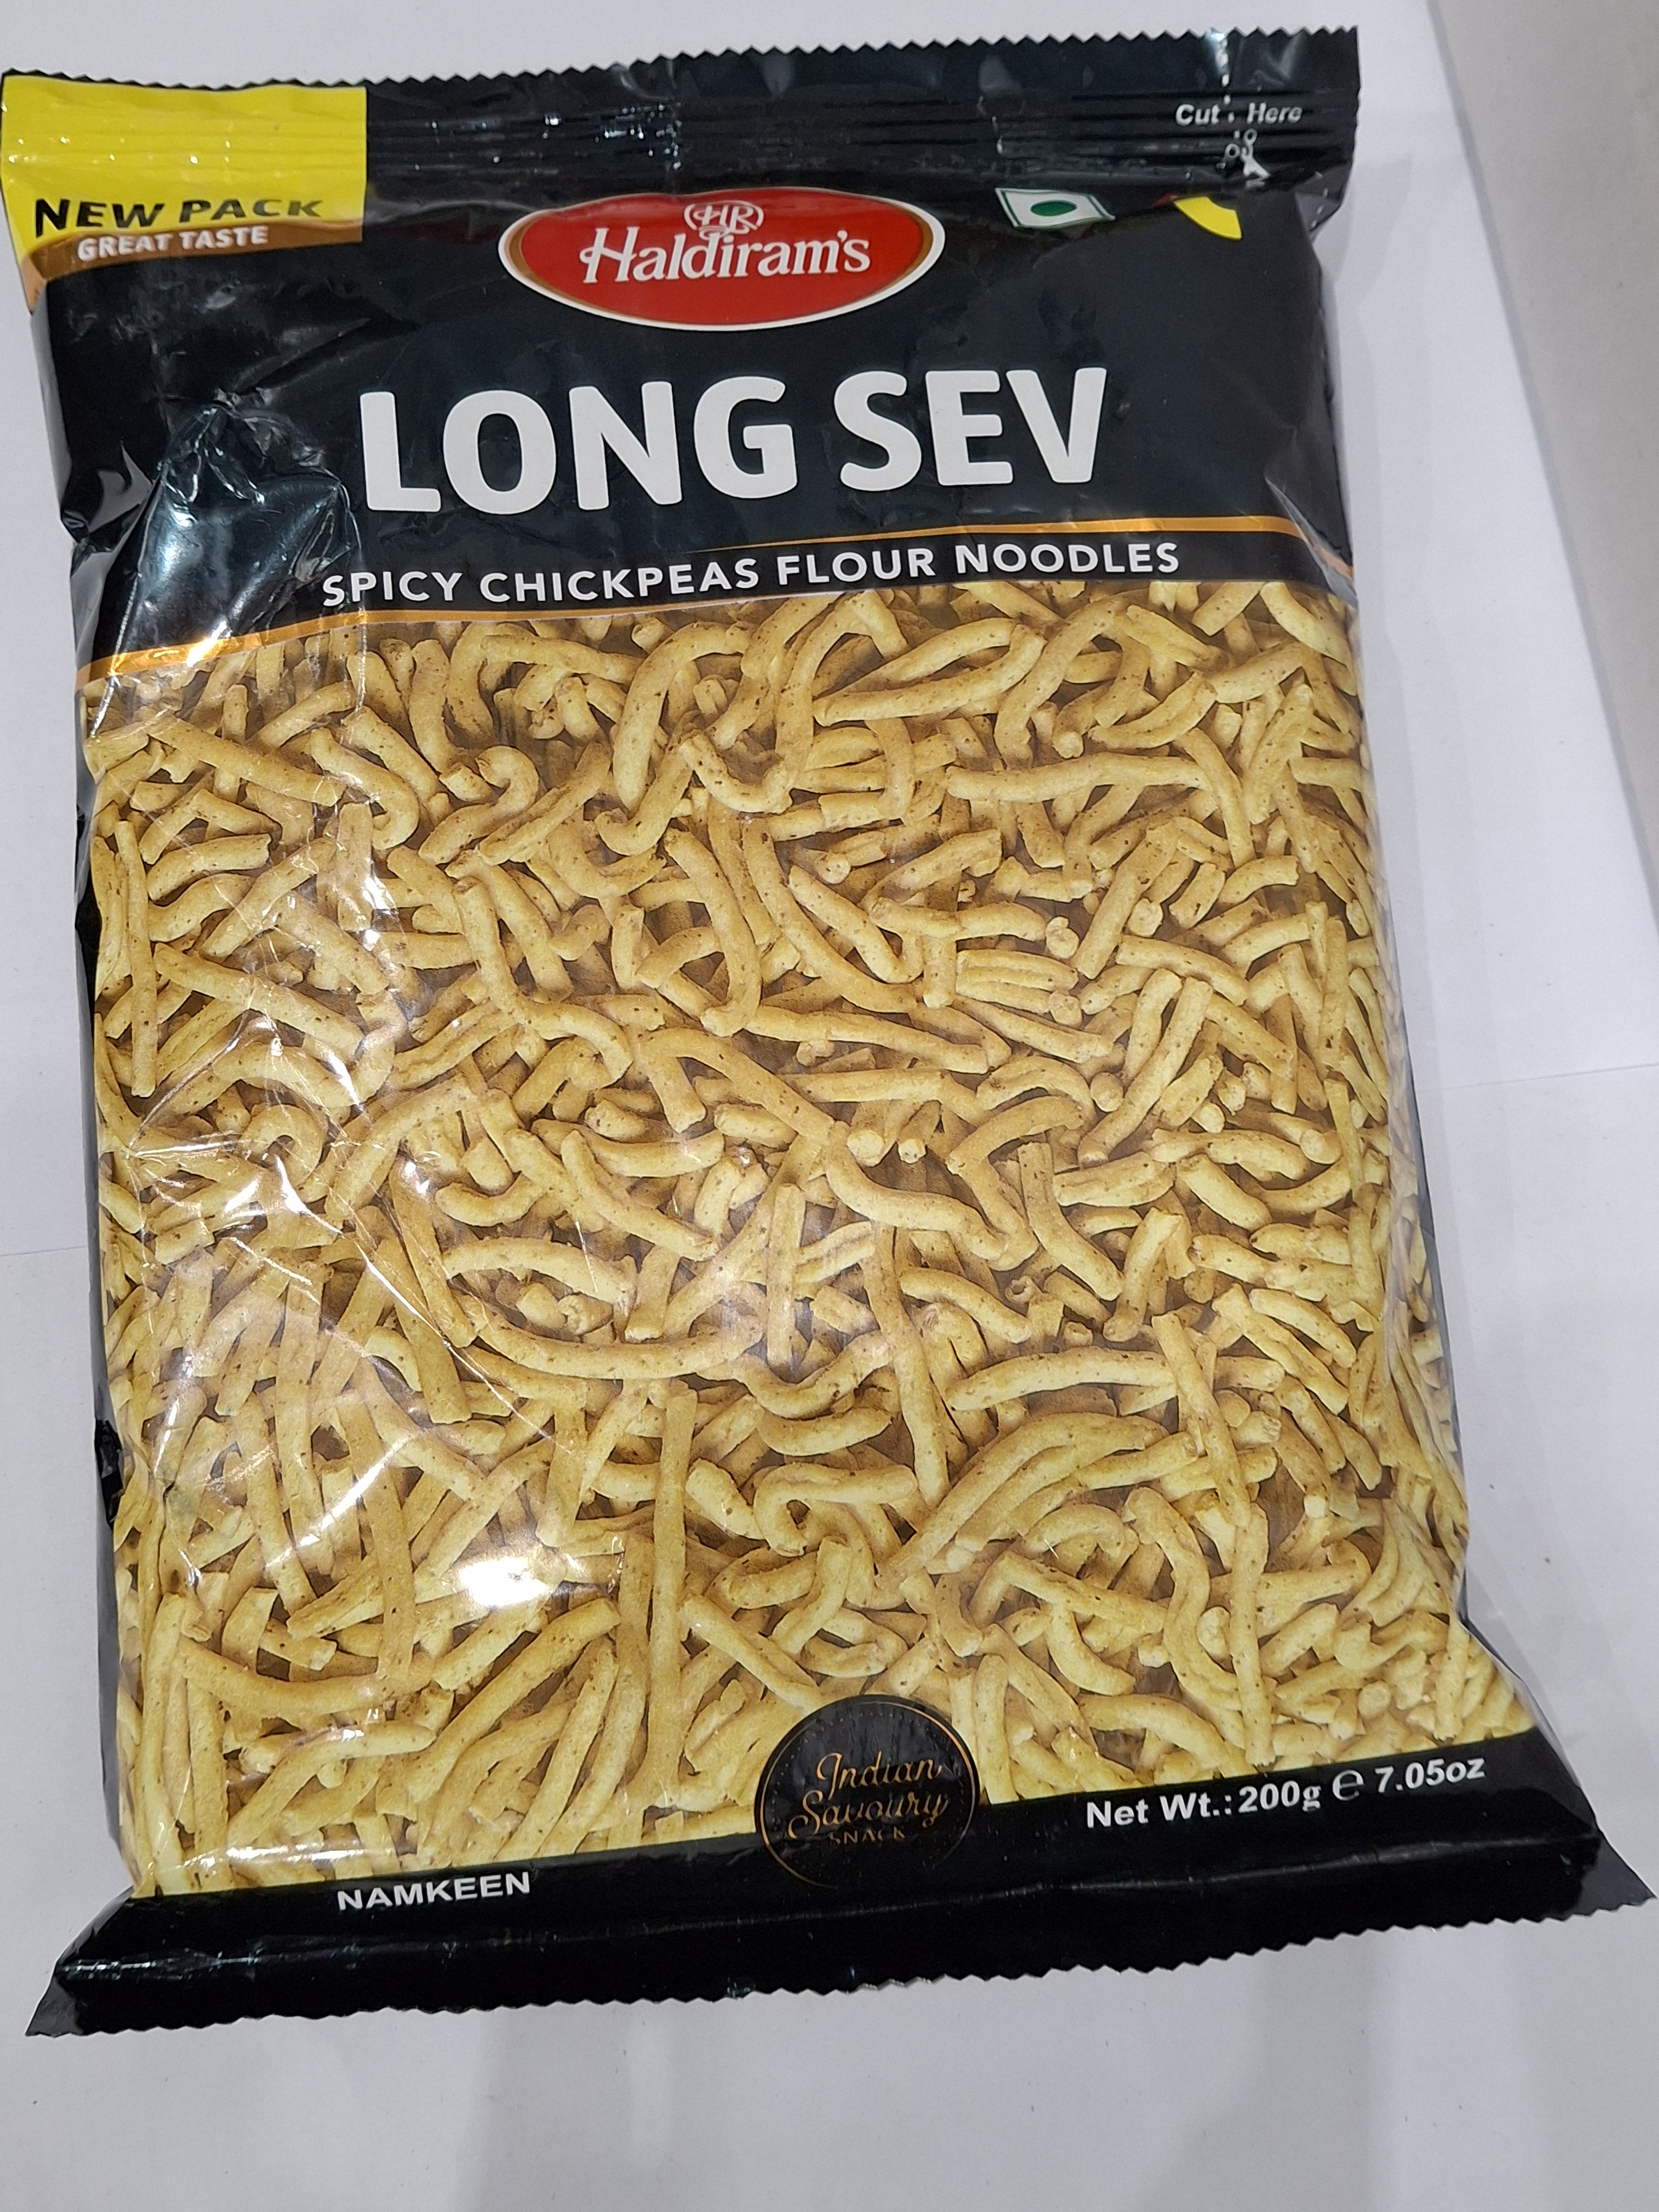 NEW PACK
GREAT TASTE
Cut Here
HR
Haldiram's
LONG SEV
SPICY CHICKPEAS FLOUR NOODLES
Indian
Savoury
SNACK
Net Wt.: 200g ℮ 7.05oz
NAMKEEN